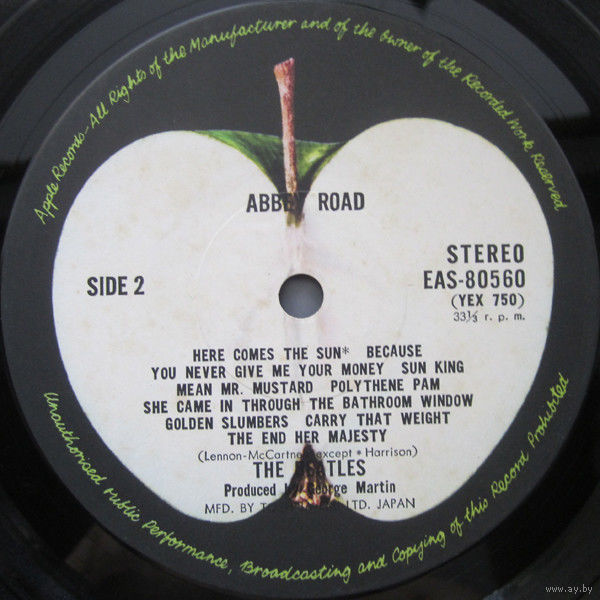 Apple Records-All Rights of the Manufacturer and of the Owner of the Recorded Work Reserved
ABBEY ROAD
SIDE 2
STEREO
EAS-80560
(YEX 750)
33⅓ r. p. m.
HERE COMES THE SUN* BECAUSE
YOU NEVER GIVE ME YOUR MONEY SUN KING
MEAN MR. MUSTARD POLYTHENE PAM
SHE CAME IN THROUGH THE BATHROOM WINDOW
GOLDEN SLUMBERS CARRY THAT WEIGHT
THE END HER MAJESTY
(Lennon-McCartney except * Harrison)
THE BEATLES
Produced by George Martin
MFD. BY LTD. JAPAN
Unauthorised Public Performance, Broadcasting and Copying of this Record Prohibited
www.ay.by